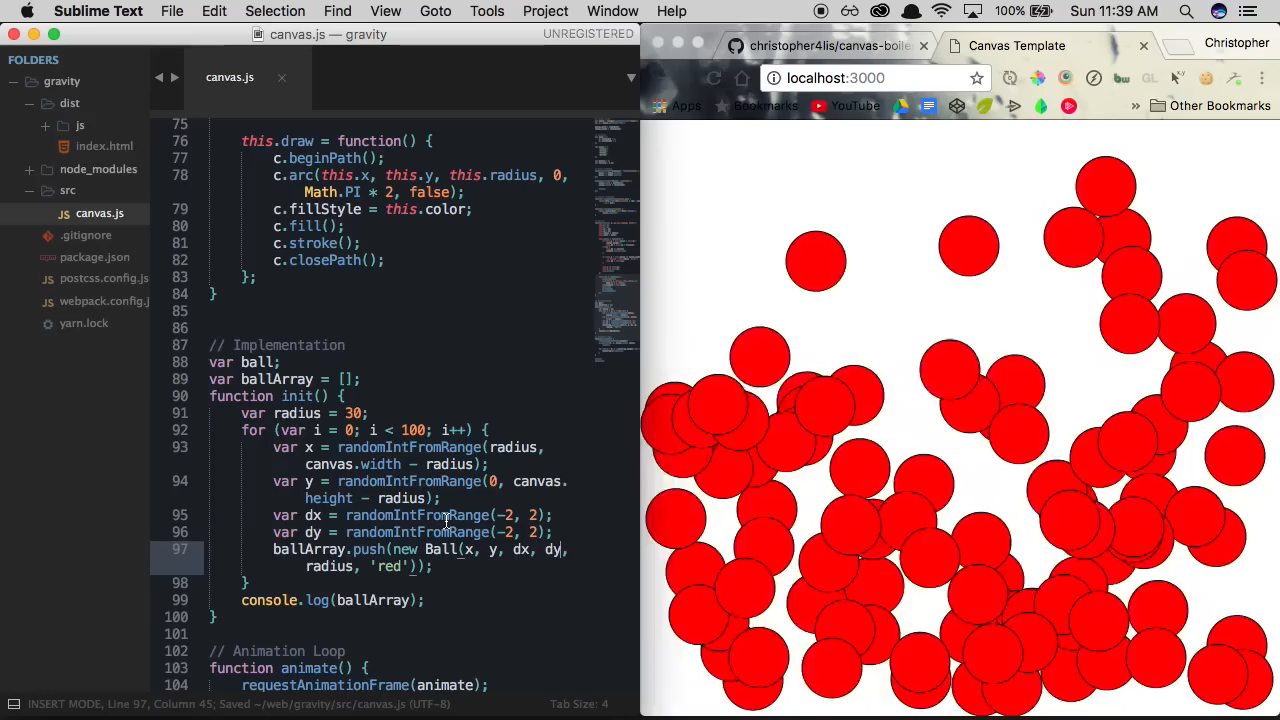 Sublime Text File Edit Selection Find View Goto Tools Project Window Help 100% Sun 11:39 AM
canvas.js — gravity UNREGISTERED
christopher4lis/canvas-boile Canvas Template Christopher
localhost:3000
Apps Bookmarks YouTube » Other Bookmarks
FOLDERS
gravity
dist
js
index.html
node_modules
src
canvas.js
.gitignore
package.json
postcss.config.j
webpack.config.j
yarn.lock
canvas.js
75
76 this.draw = function() {
77 c.beginPath();
78 c.arc(this.x, this.y, this.radius, 0,
Math.PI * 2, false);
79 c.fillStyle = this.color;
80 c.fill();
81 c.stroke();
82 c.closePath();
83 };
84 }
85
86
87 // Implementation
88 var ball;
89 var ballArray = [];
90 function init() {
91 var radius = 30;
92 for (var i = 0; i < 100; i++) {
93 var x = randomIntFromRange(radius,
canvas.width - radius);
94 var y = randomIntFromRange(0, canvas.
height - radius);
95 var dx = randomIntFromRange(-2, 2);
96 var dy = randomIntFromRange(-2, 2);
97 ballArray.push(new Ball(x, y, dx, dy,
radius, 'red'));
98 }
99 console.log(ballArray);
100 }
101
102 // Animation Loop
103 function animate() {
104 requestAnimationFrame(animate);
INSERT MODE, Line 97, Column 45; Saved ~/web/gravity/src/canvas.js (UTF-8) Tab Size: 4